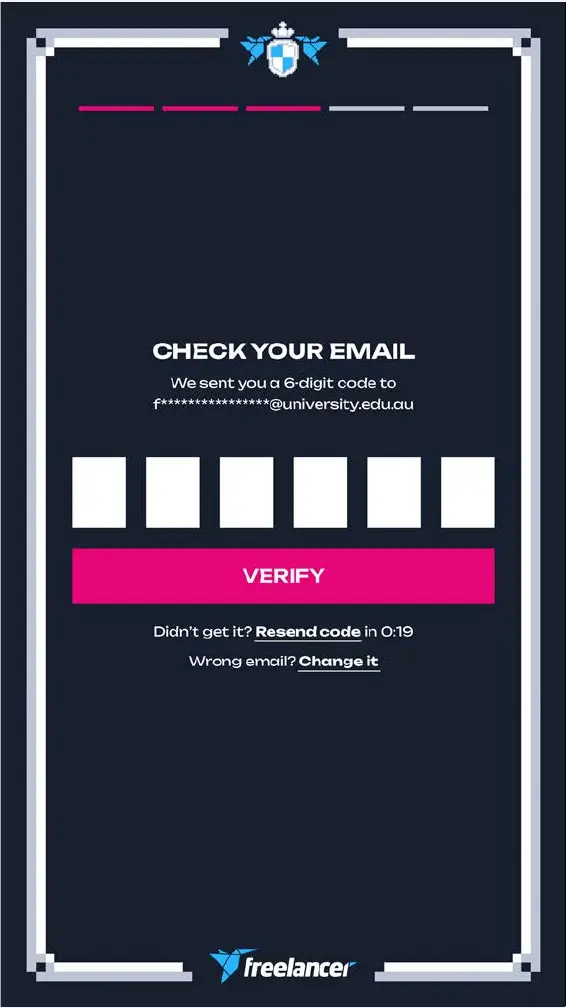 CHECK YOUR EMAIL
We sent you a 6-digit code to
f****************@university.edu.au
VERIFY
Didn't get it? Resend code in 0:19
Wrong email? Change it
freelancer